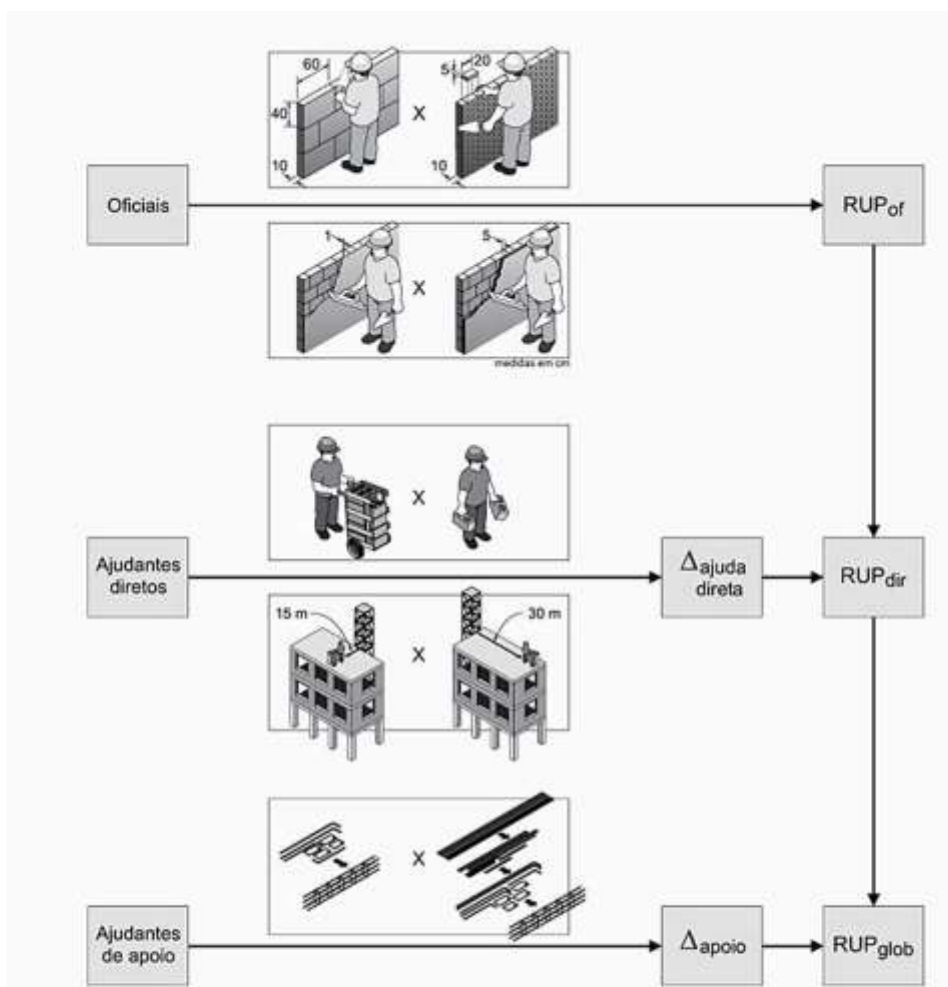 60
20
5
40
X
10
10
Oficiais
RUPof
1
5
X
medidas em cm
X
Ajudantes
diretos
Δajuda
direta
RUPdir
15 m
30 m
X
X
Ajudantes
de apoio
Δapoio
RUPglob